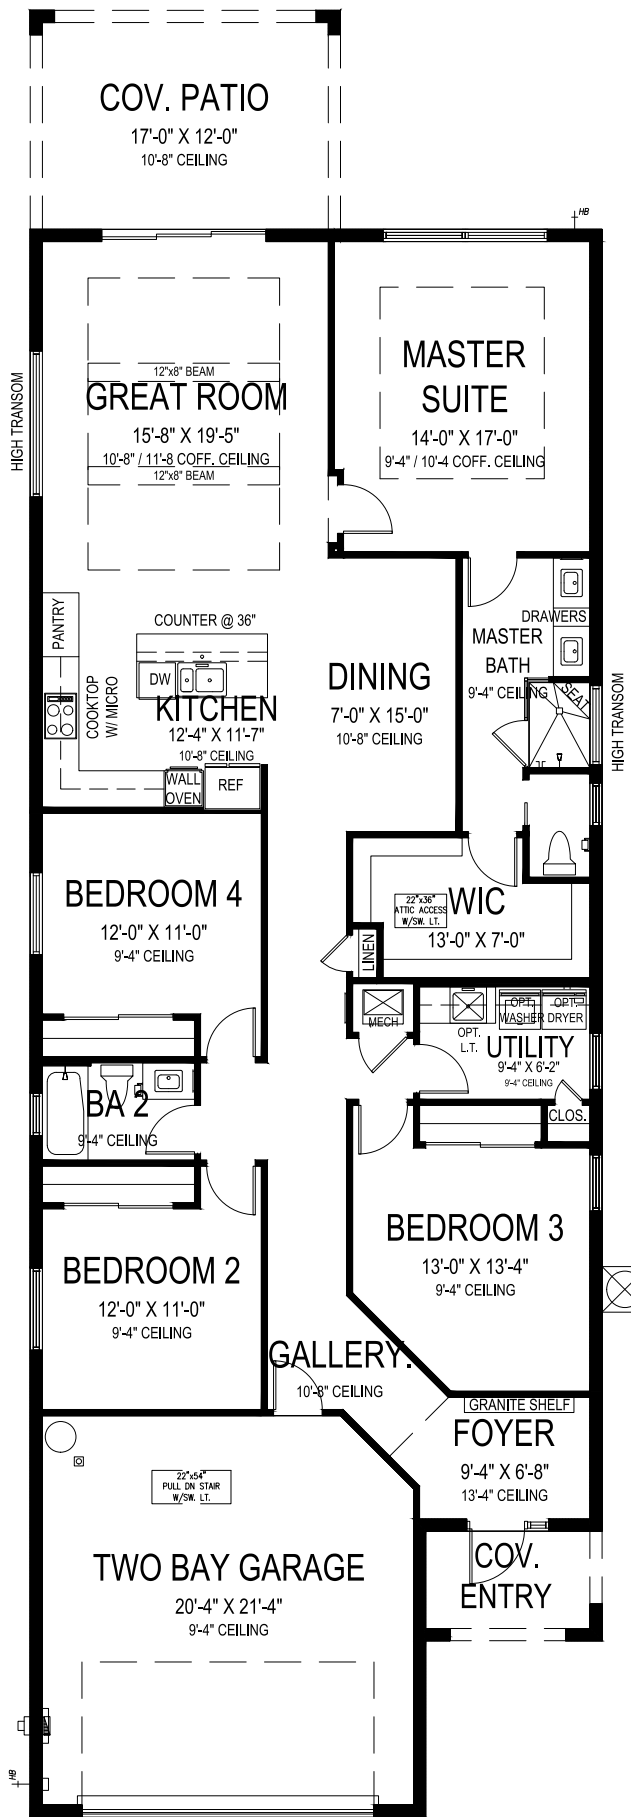 COV. PATIO
17'-0" X 12'-0"
10'-8" CEILING
HB
HIGH TRANSOM
12"x8" BEAM
GREAT ROOM
15'-8" X 19'-5"
10'-8" / 11'-8 COFF. CEILING
12"x8" BEAM
MASTER
SUITE
14'-0" X 17'-0"
9'-4" / 10'-4 COFF. CEILING
PANTRY
COUNTER @ 36"
COOKTOP
W/ MICRO
DW
KITCHEN
12'-4" X 11'-7"
10'-8" CEILING
WALL
OVEN
REF
DINING
7'-0" X 15'-0"
10'-8" CEILING
DRAWERS
MASTER
BATH
9'-4" CEILING
SEAT
HIGH TRANSOM
BEDROOM 4
12'-0" X 11'-0"
9'-4" CEILING
22"x36"
ATTIC ACCESS
W/SW. LT.
WIC
13'-0" X 7'-0"
LINEN
MECH
OPT.
L.T.
OPT.
WASHER
OPT.
DRYER
UTILITY
9'-4" X 6'-2"
9'-4" CEILING
CLOS.
BA 2
9'-4" CEILING
BEDROOM 3
13'-0" X 13'-4"
9'-4" CEILING
BEDROOM 2
12'-0" X 11'-0"
9'-4" CEILING
GALLERY.
10'-8" CEILING
GRANITE SHELF
FOYER
9'-4" X 6'-8"
13'-4" CEILING
22"x54"
PULL DN STAIR
W/SW. LT.
COV.
ENTRY
TWO BAY GARAGE
20'-4" X 21'-4"
9'-4" CEILING
HB